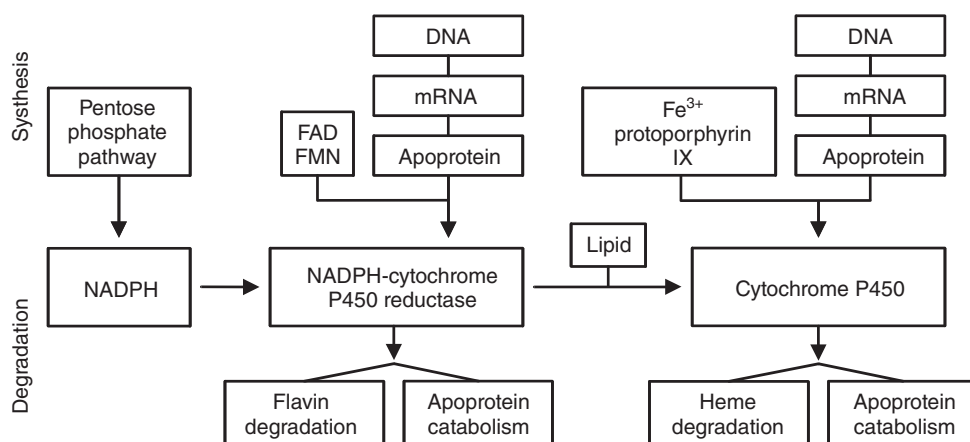 Systhesis
Degradation
DNA
mRNA
Apoprotein
FAD
FMN
Pentose
phosphate
pathway
DNA
mRNA
Apoprotein
Fe³⁺
protoporphyrin
IX
NADPH
NADPH-cytochrome
P450 reductase
Lipid
Cytochrome P450
Flavin
degradation
Apoprotein
catabolism
Heme
degradation
Apoprotein
catabolism